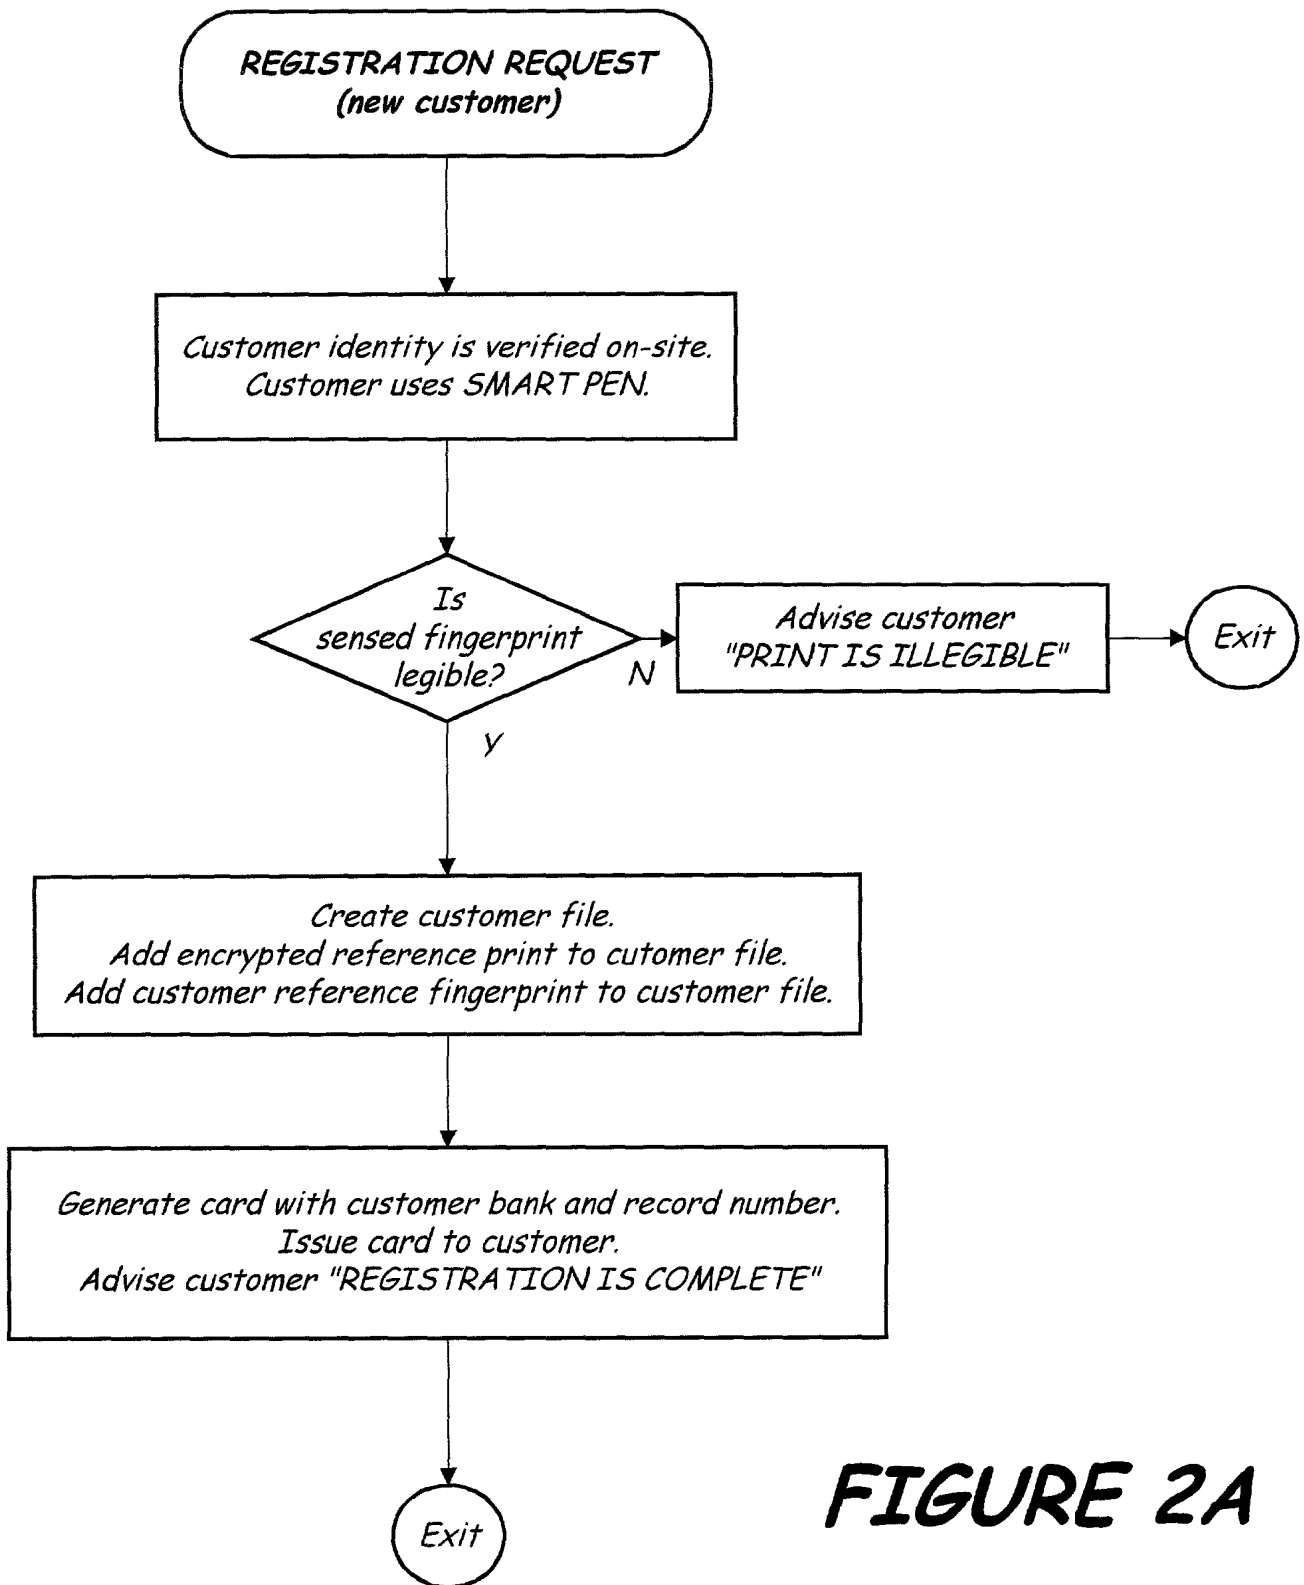 REGISTRATION REQUEST
(new customer)
Customer identity is verified on-site.
Customer uses SMART PEN.
Is
sensed fingerprint
legible?
N
Advise customer
"PRINT IS ILLEGIBLE"
Exit
Y
Create customer file.
Add encrypted reference print to cutomer file.
Add customer reference fingerprint to customer file.
Generate card with customer bank and record number.
Issue card to customer.
Advise customer "REGISTRATION IS COMPLETE"
Exit
FIGURE 2A